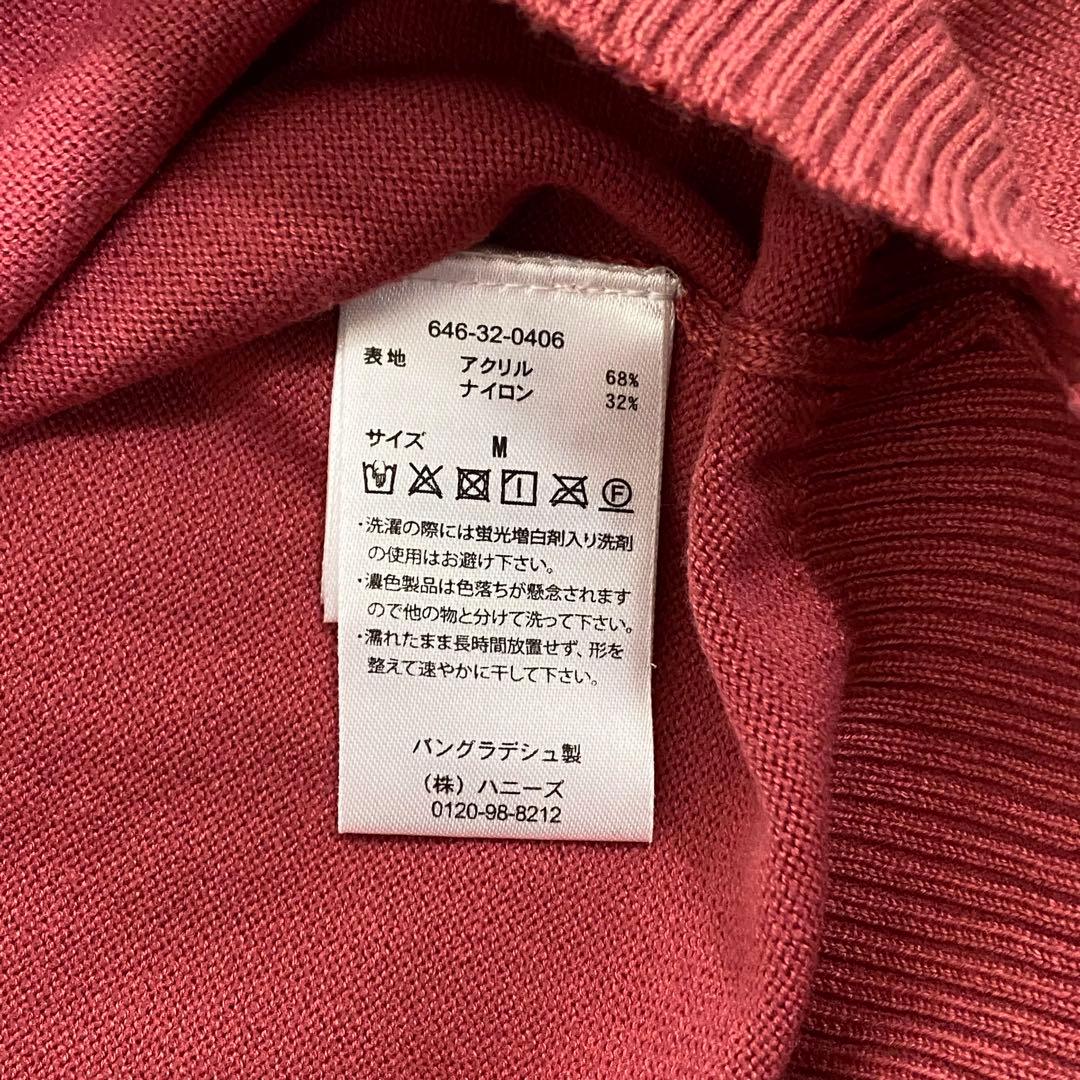 646-32-0406
表地 アクリル 68%
ナイロン 32%
サイズ M
F
・洗濯の際には蛍光増白剤入り洗剤
の使用はお避け下さい。
・濃色製品は色落ちが懸念されます
ので他の物と分けて洗って下さい。
・濡れたまま長時間放置せず、形を
整えて速やかに干して下さい。
バングラデシュ製
（株）ハニーズ
0120-98-8212